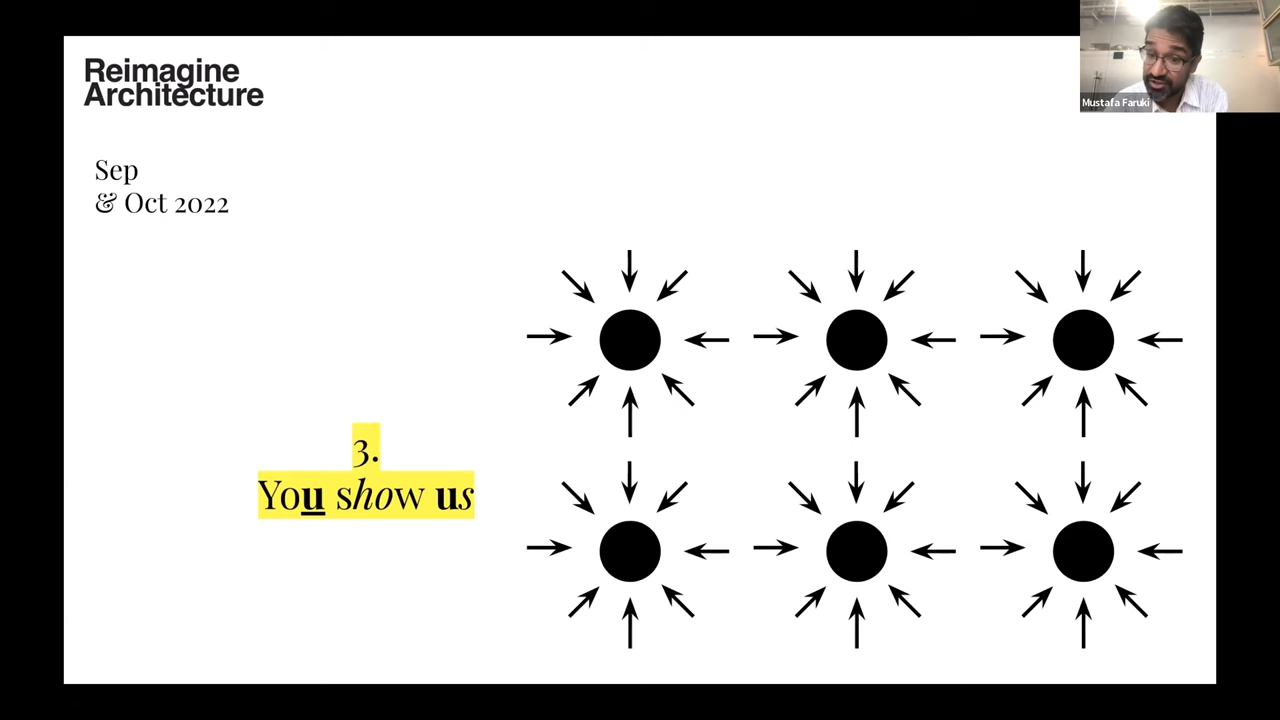 Reimagine
Architecture
Mustafa Faruki
Sep
& Oct 2022
3.
You show us